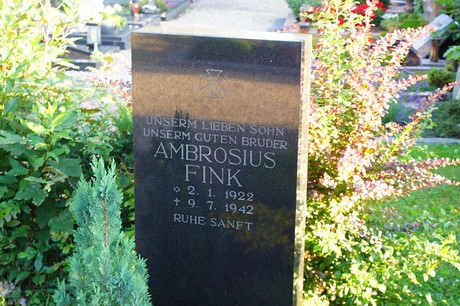 UNSERM LIEBEN SOHN
UNSERM GUTEN BRUDER
AMBROSIUS
FINK
* 2. 1. 1922
† 9. 7. 1942
RUHE SANFT